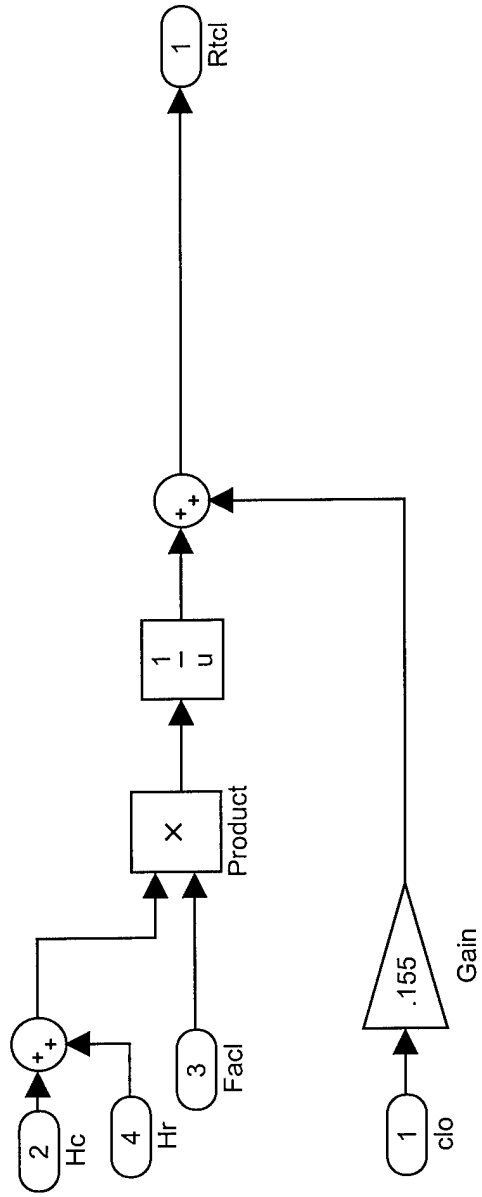 2
Hc
+
+
4
Hr
3
Facl
×
Product
1
u
+
+
1
Rtcl
1
clo
.155
Gain